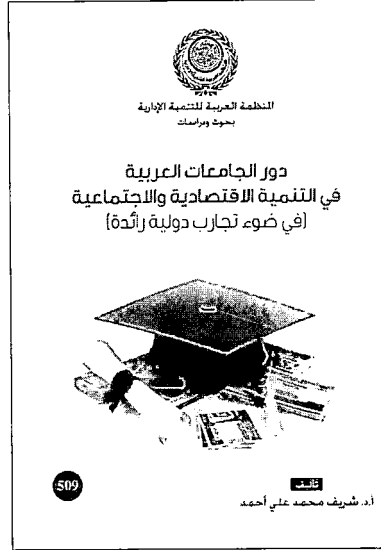 المنظمة العربية للتنمية الإدارية
بحوث ودراسات
دور الجامعات العربية
في التنمية الاقتصادية والاجتماعية
(في ضوء تجارب دولية رائدة)
509
تأليف
أ.د. شريف محمد علي أحمد